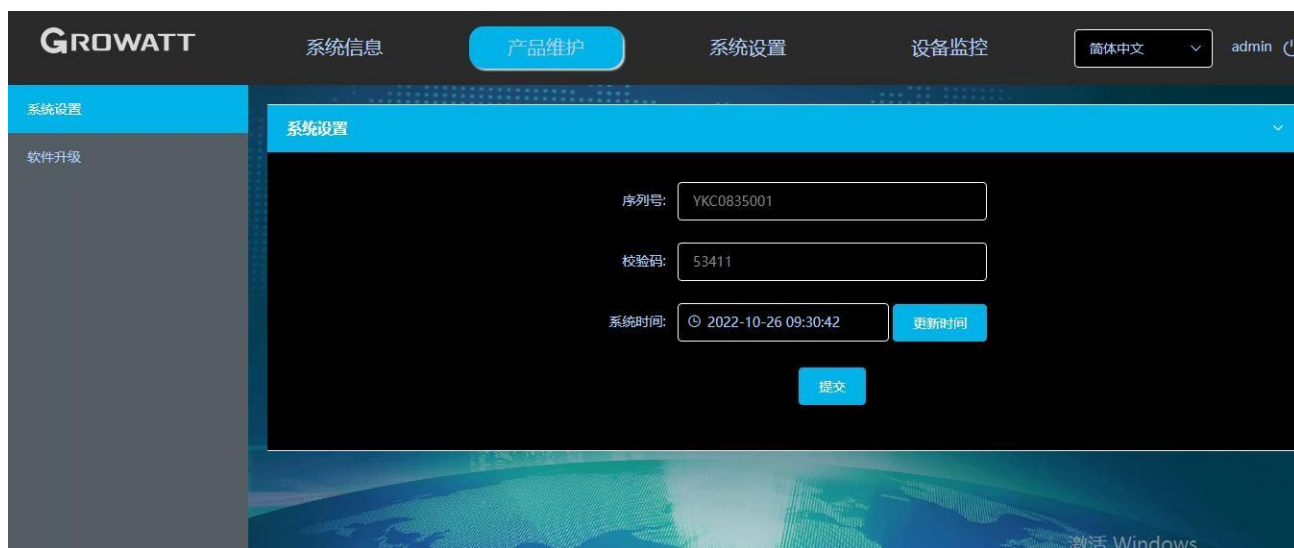 GROWATT
系统信息
产品维护
系统设置
设备监控
简体中文
admin
系统设置
软件升级
系统设置
序列号: YKC0835001
校验码: 53411
系统时间: 2022-10-26 09:30:42 更新时间
提交
激活 Windows